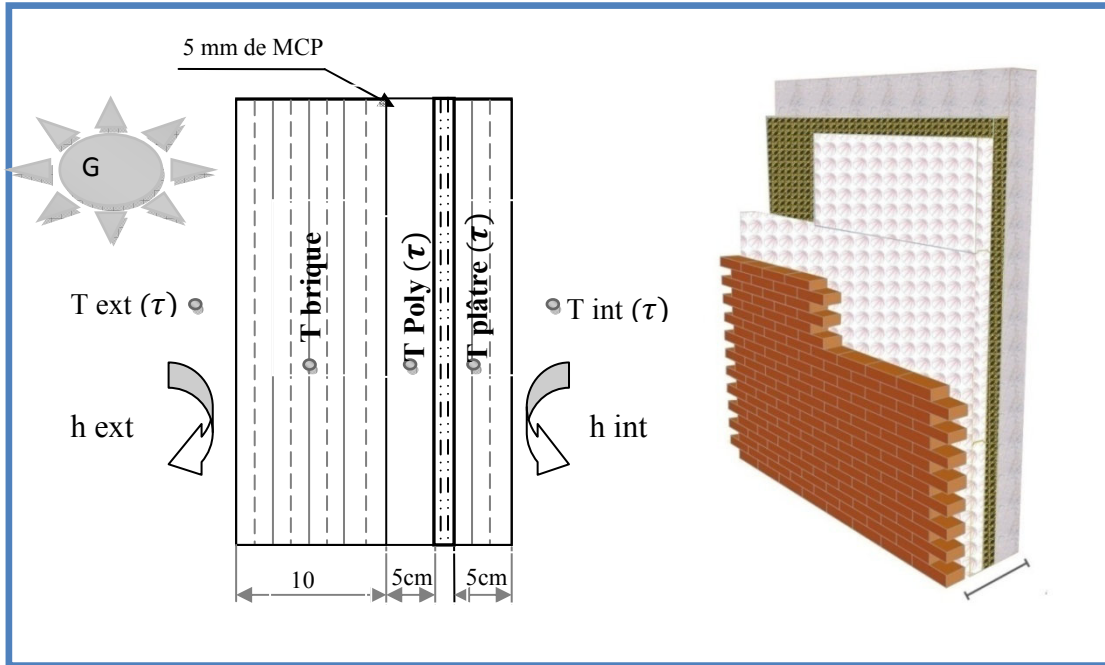 5 mm de MCP
G
T brique
T Poly (τ)
T plâtre (τ)
T ext (τ)
T int (τ)
h ext
h int
10
5cm
5cm